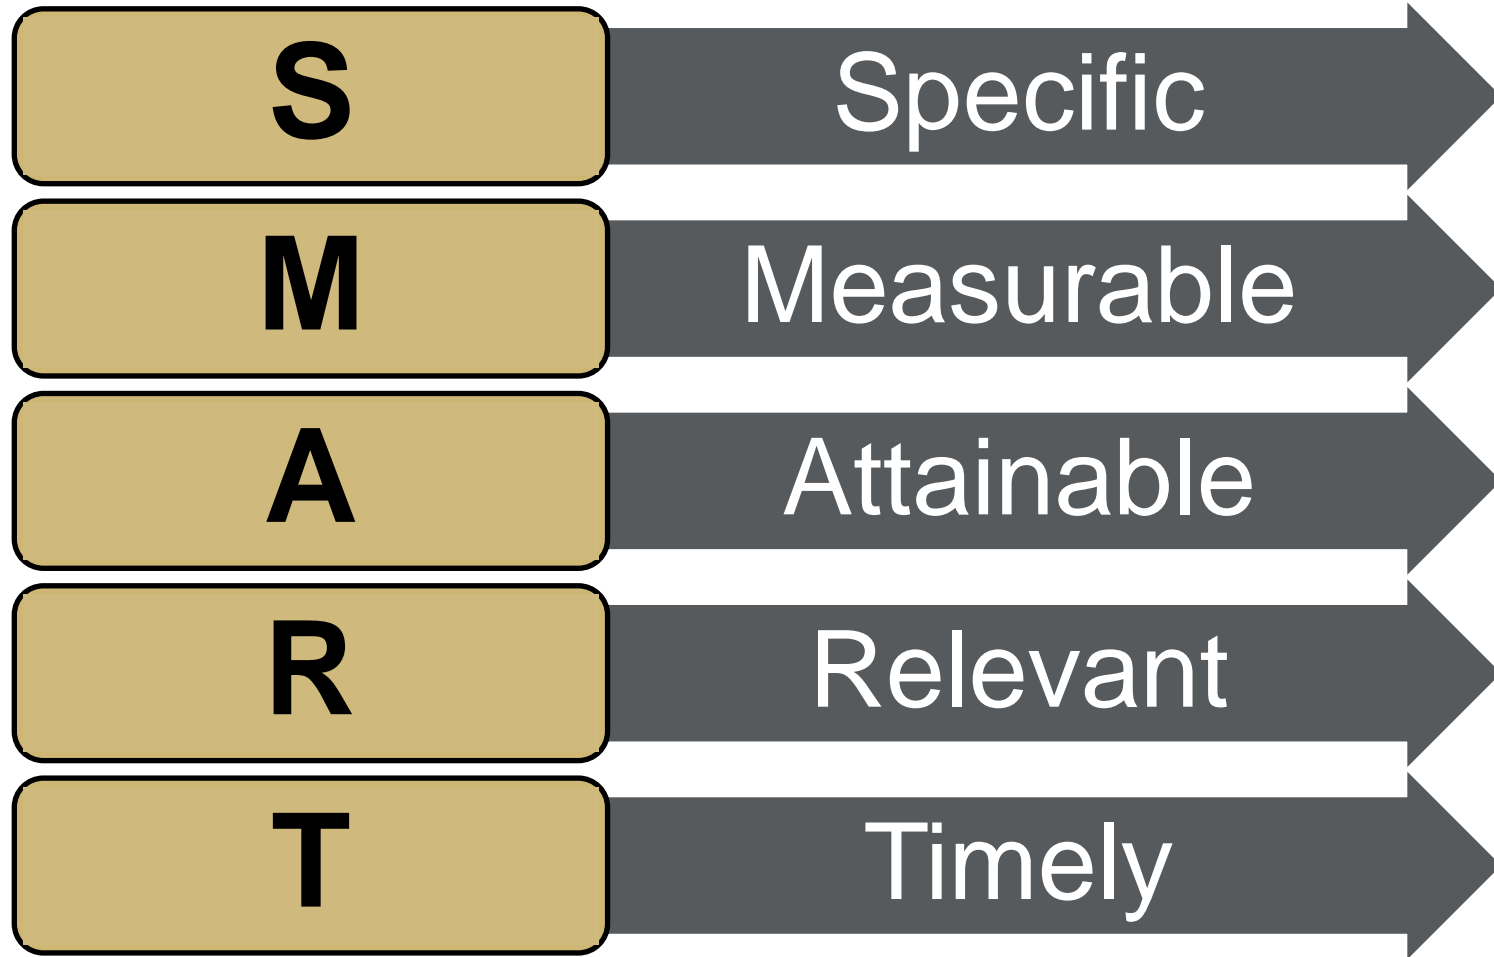 S Specific
M Measurable
A Attainable
R Relevant
T Timely